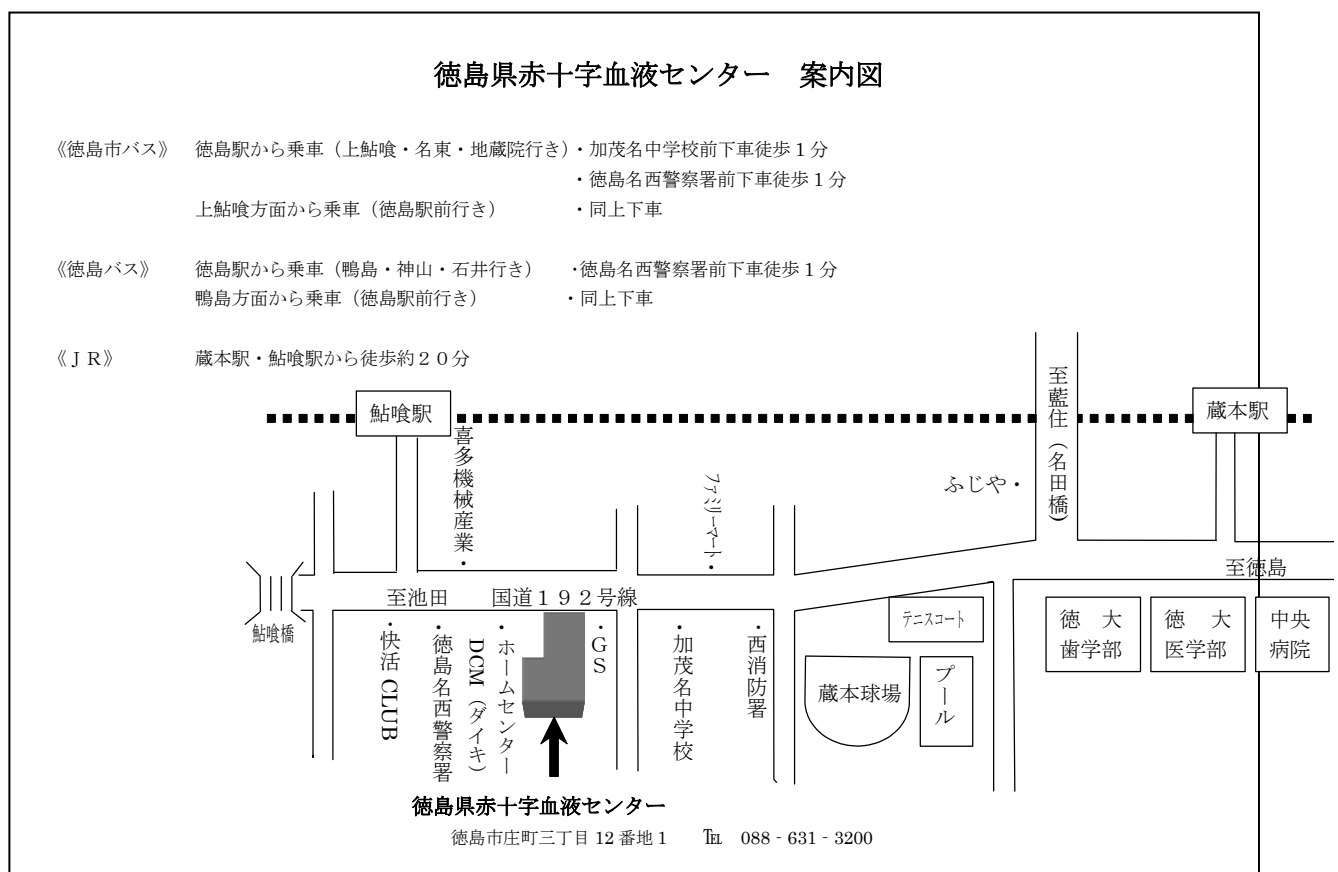 徳島県赤十字血液センター　案内図
《徳島市バス》　徳島駅から乗車（上鮎喰・名東・地蔵院行き）・加茂名中学校前下車徒歩１分
・徳島名西警察署前下車徒歩１分
上鮎喰方面から乗車（徳島駅前行き）　・同上下車
《徳島バス》　徳島駅から乗車（鴨島・神山・石井行き）　・徳島名西警察署前下車徒歩１分
鴨島方面から乗車（徳島駅前行き）　・同上下車
《ＪＲ》　蔵本駅・鮎喰駅から徒歩約２０分
鮎喰駅
蔵本駅
至藍住（名田橋）
喜多機械産業・
ファミリーマート・
ふじや・
至徳島
至池田　国道１９２号線
鮎喰橋
・快活 CLUB
・徳島名西警察署
・ホームセンター
DCM（ダイキ）
・GS
・加茂名中学校
・西消防署
テニスコート
蔵本球場
プール
徳　大
歯学部
徳　大
医学部
中央
病院
徳島県赤十字血液センター
徳島市庄町三丁目 12 番地 1　℡　088‐631‐3200